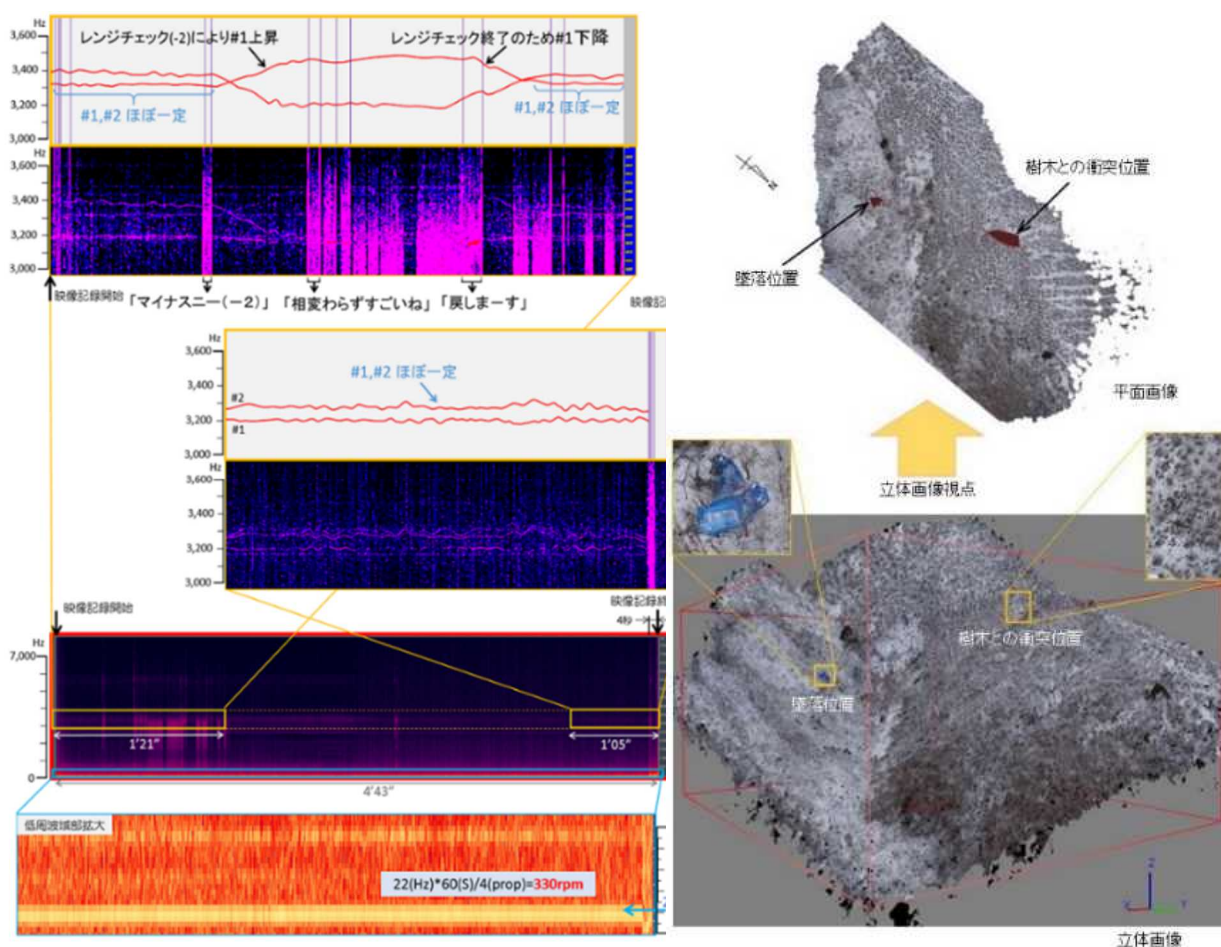 Hz
3,600
3,400
3,200
3,000
レンジチェック(-2)により#1上昇
レンジチェック終了のため#1下降
#1,#2 ほぼ一定
#1,#2 ほぼ一定
Hz
3,600
3,400
3,200
3,000
映像記録開始
「マイナスニー(－2)」
「相変わらずすごいね」
「戻しまーす」
Hz
3,600
3,400
3,200
3,000
#1,#2 ほぼ一定
#2
#1
Hz
3,600
3,400
3,200
3,000
映像記録開始
4秒
Hz
7,000
0
1'21"
1'05"
4'43"
低周波域部拡大
22(Hz)*60(S)/4(prop)=330rpm
樹木との衝突位置
墜落位置
平面画像
立体画像視点
樹木との衝突位置
墜落位置
Z
X
Y
立体画像